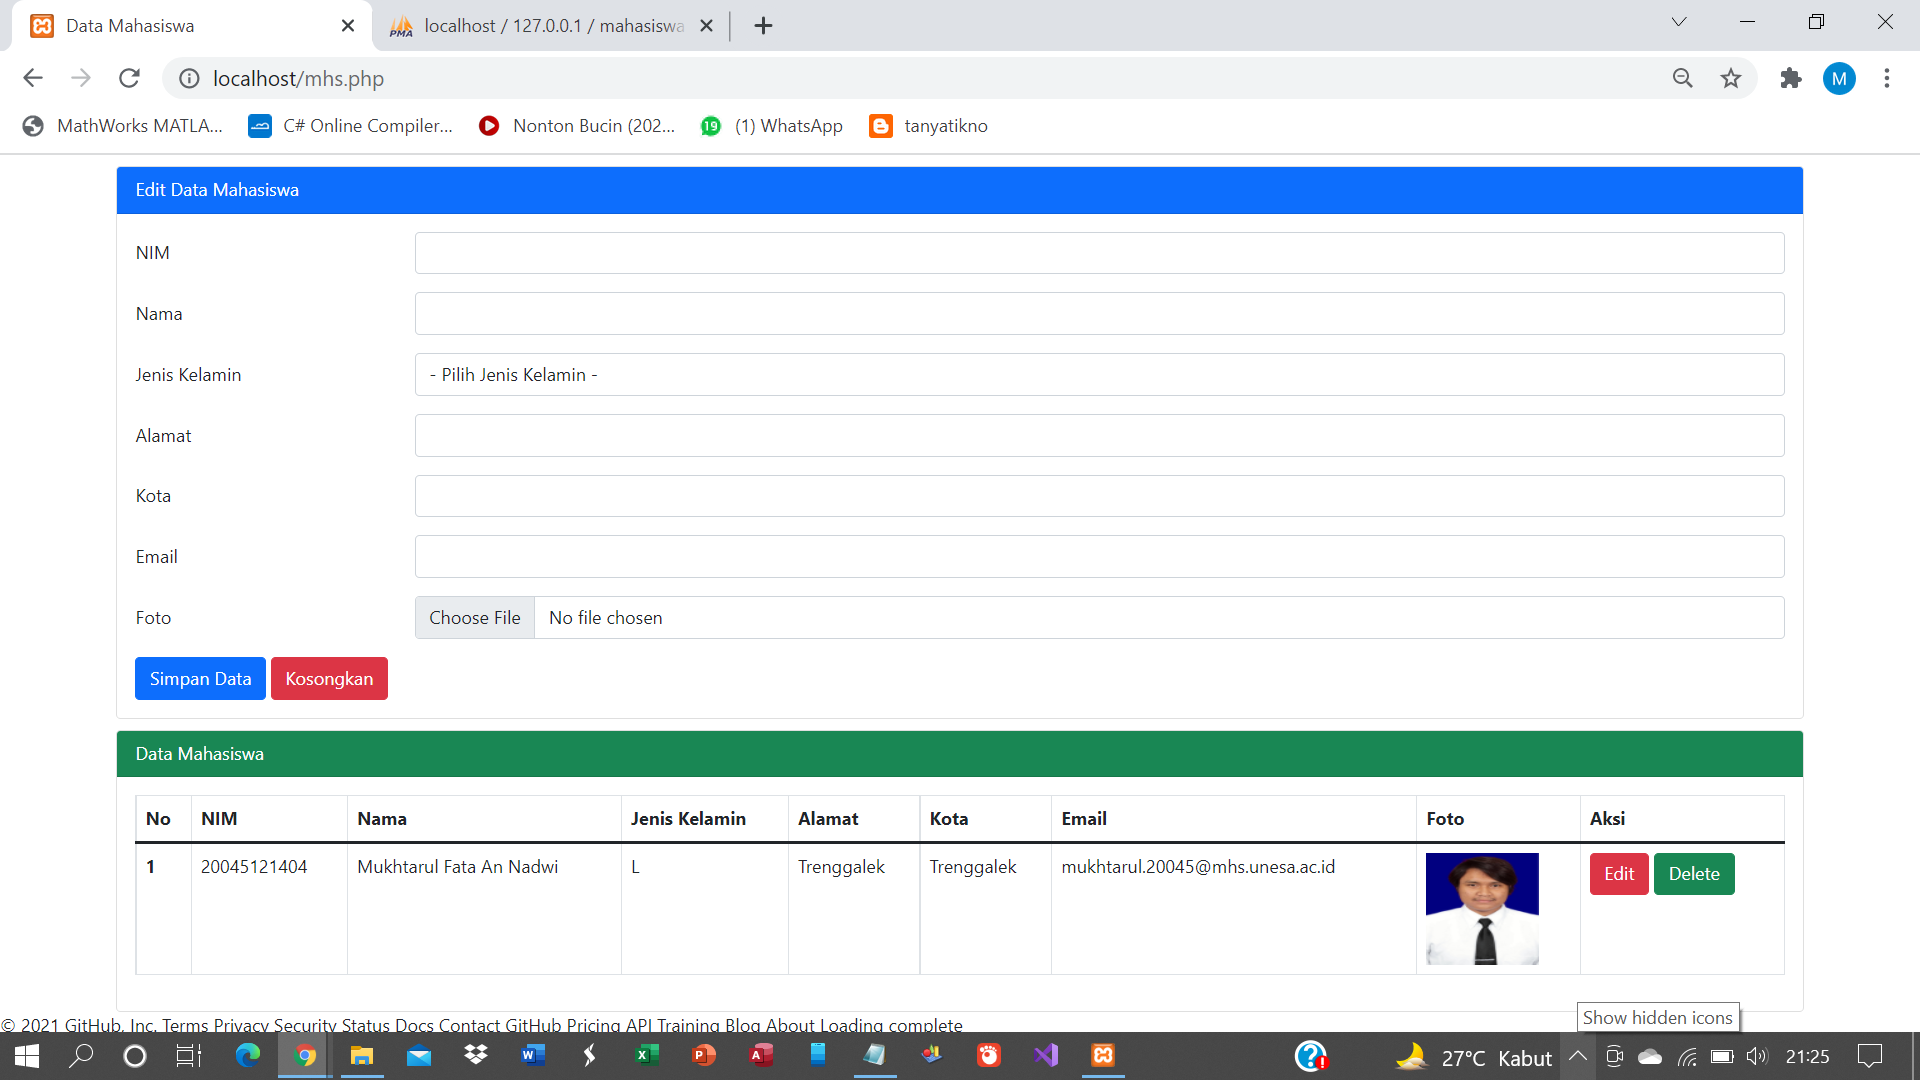 Data Mahasiswa
localhost / 127.0.0.1 / mahasiswa
PMA
localhost/mhs.php
M
MathWorks MATLA...
C# Online Compiler...
Nonton Bucin (202...
19
(1) WhatsApp
tanyatikno
Edit Data Mahasiswa
NIM
Nama
Jenis Kelamin
- Pilih Jenis Kelamin -
Alamat
Kota
Email
Foto
Choose File
No file chosen
Simpan Data
Kosongkan
Data Mahasiswa
No NIM Nama Jenis Kelamin Alamat Kota Email Foto Aksi
1 20045121404 Mukhtarul Fata An Nadwi L Trenggalek Trenggalek mukhtarul.20045@mhs.unesa.ac.id Edit Delete
© 2021 GitHub, Inc. Terms Privacy Security Status Docs Contact GitHub Pricing API Training Blog About Loading complete
Show hidden icons
27°C Kabut
21:25